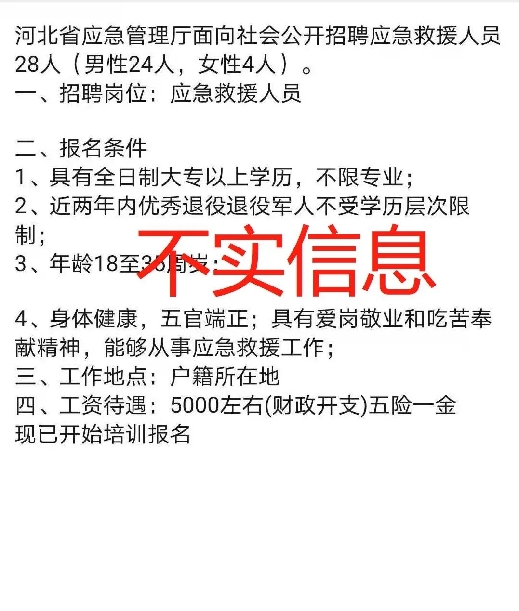 河北省应急管理厅面向社会公开招聘应急救援人员
28人（男性24人，女性4人）。
一、招聘岗位：应急救援人员
二、报名条件
1、具有全日制大专以上学历，不限专业；
2、近两年内优秀退役退役军人不受学历层次限
制；
3、年龄18至35周岁；
不实信息
4、身体健康，五官端正；具有爱岗敬业和吃苦奉
献精神，能够从事应急救援工作；
三、工作地点：户籍所在地
四、工资待遇：5000左右(财政开支)五险一金
现已开始培训报名